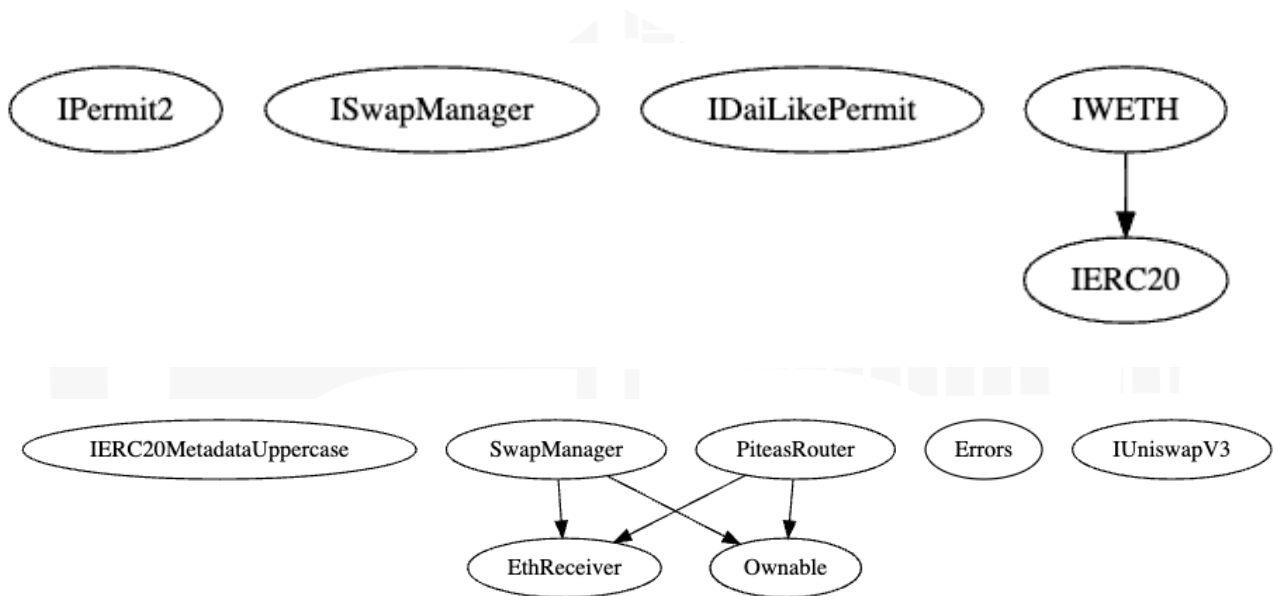 IPermit2
ISwapManager
IDaiLikePermit
IWETH
IERC20
IERC20MetadataUppercase
SwapManager
PiteasRouter
Errors
IUniswapV3
EthReceiver
Ownable